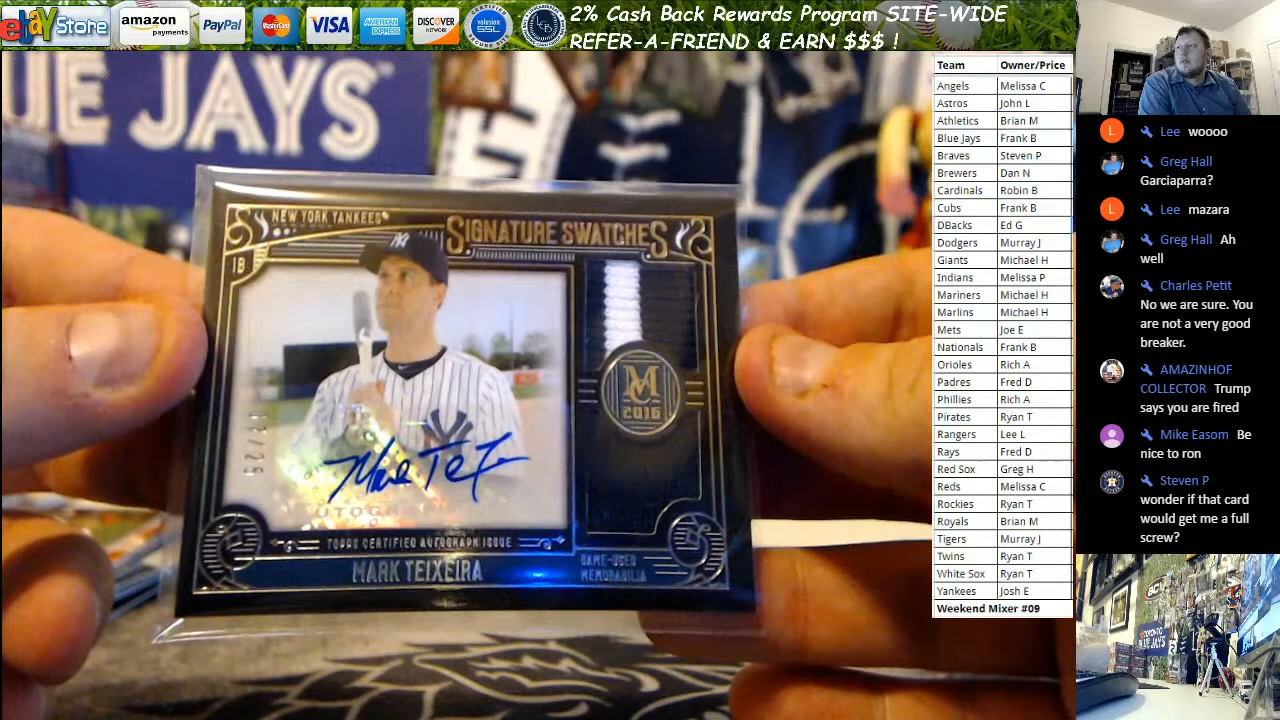 ebay Store
amazon
payments
PayPal
MasterCard
VISA
AMERICAN
EXPRESS
DISCOVER
NETWORK
volusion
SSL
2% Cash Back Rewards Program SITE-WIDE
REFER-A-FRIEND & EARN $$$ !
UE JAYS
NEW YORK YANKEES
SIGNATURE SWATCHES
1B
MC
2016
TOPPS CERTIFIED AUTOGRAPH ISSUE
MARK TEIXEIRA
GAME-USED
MEMORABILIA
Team Owner/Price
Angels Melissa C
Astros John L
Athletics Brian M
Blue Jays Frank B
Braves Steven P
Brewers Dan N
Cardinals Robin B
Cubs Frank B
DBacks Ed G
Dodgers Murray J
Giants Michael H
Indians Melissa P
Mariners Michael H
Marlins Michael H
Mets Joe E
Nationals Frank B
Orioles Rich A
Padres Fred D
Phillies Rich A
Pirates Ryan T
Rangers Lee L
Rays Fred D
Red Sox Greg H
Reds Melissa C
Rockies Ryan T
Royals Brian M
Tigers Murray J
Twins Ryan T
White Sox Ryan T
Yankees Josh E
Weekend Mixer #09
L Lee woooo
Greg Hall
Garciaparra?
L Lee mazara
Greg Hall Ah
well
Charles Petit
No we are sure. You
are not a very good
breaker.
AMAZINHOF
COLLECTOR Trump
says you are fired
Mike Easom Be
nice to ron
Steven P
wonder if that card
would get me a full
screw?